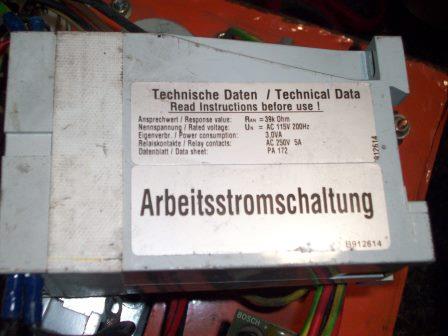 Technische Daten / Technical Data
Read Instructions before use !
Ansprechwert / Response value: RAN =39k Ohm
Nennspannung / Rated voltage: UN = AC 115V 200Hz
Eigenverbr. / Power consumption: 3,0VA
Relaiskontakte / Relay contacts: AC 250V 5A
Datenblatt / Data sheet: PA 172
B912614
Arbeitsstromschaltung
B912614
BOSCH